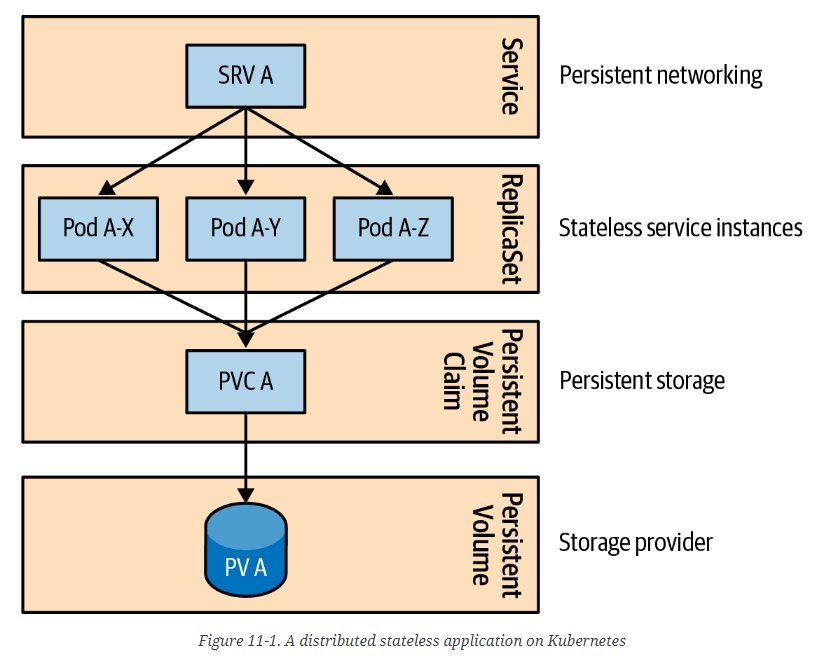 SRV A
Service
Persistent networking
Pod A-X
Pod A-Y
Pod A-Z
ReplicaSet
Stateless service instances
PVC A
Persistent
Volume
Claim
Persistent storage
PV A
Persistent
Volume
Storage provider
Figure 11-1. A distributed stateless application on Kubernetes